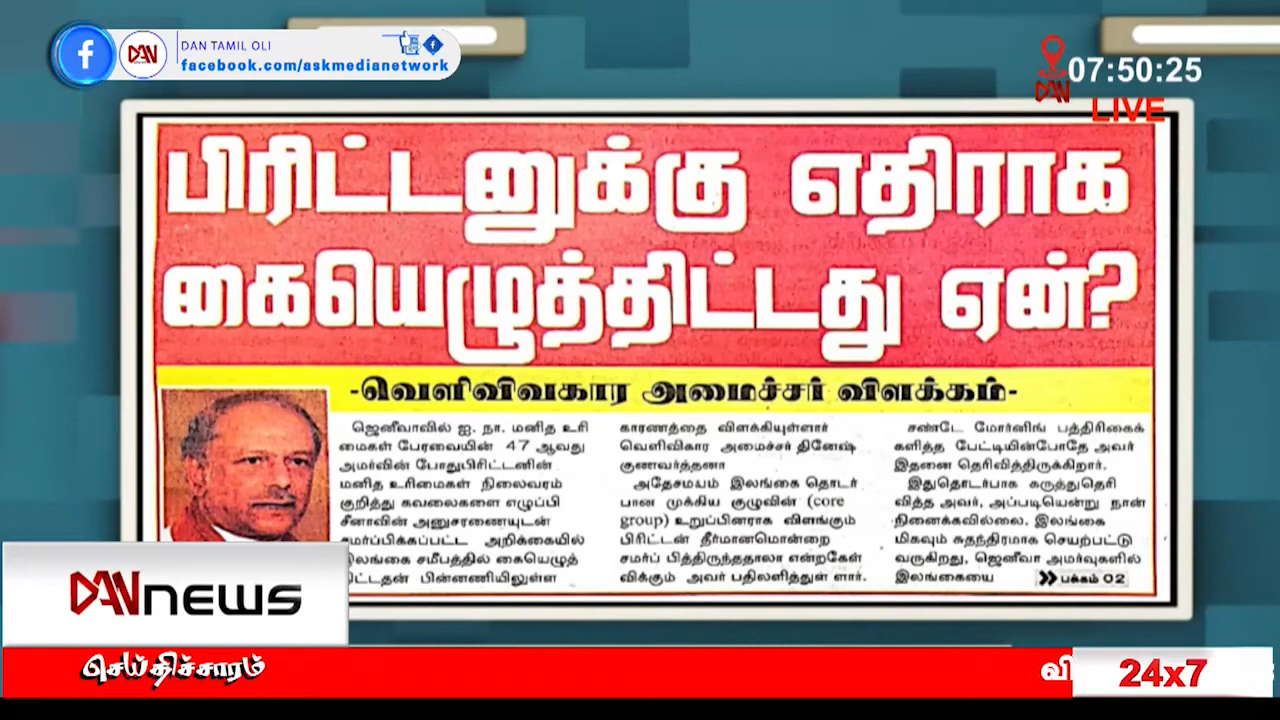 DAN TAMIL OLI
facebook.com/askmedianetwork
DAN
07:50:25
DAN
LIVE
பிரிட்டனுக்கு எதிராக
கையெழுத்திட்டது ஏன்?
-வெளிவிவகார அமைச்சர் விளக்கம்-
ஜெனீவாவில் ஐ. நா. மனித உரி
மைகள் பேரவையின் 47 ஆவது
அமர்வின் போதுபிரிட்டனின்
மனித உரிமைகள் நிலைவரம்
குறித்து கவலைகளை எழுப்பி
சீனாவின் அனுசரணையுடன்
சமர்ப்பிக்கப்பட்ட அறிக்கையில்
இலங்கை சமீபத்தில் கையெழுத்
திட்டதன் பின்னணியிலுள்ள
காரணத்தை விளக்கியுள்ளார்
வெளிவிகார அமைச்சர் தினேஷ்
குணவர்த்தனா
அதேசமயம் இலங்கை தொடர்
பான முக்கிய குழுவின் (core
group) உறுப்பினராக விளங்கும்
பிரிட்டன் தீர்மானமொன்றை
சமர்ப் பித்திருந்ததாலா என்றகேள்
விக்கும் அவர் பதிலளித்துள் ளார்.
சண்டே மோர்னிங் பத்திரிகைக்
களித்த பேட்டியின்போதே அவர்
இதனை தெரிவித்திருக்கிறார்.
இதுதொடர்பாக கருத்துதெரி
வித்த அவர், அப்படியென்று நான்
நினைக்கவில்லை. இலங்கை
மிகவும் சுதந்திரமாக செயற்பட்டு
வருகிறது, ஜெனீவா அமர்வுகளில்
இலங்கையை
பக்கம் 02
DAN news
செய்திச்சாரம்
வி
24x7